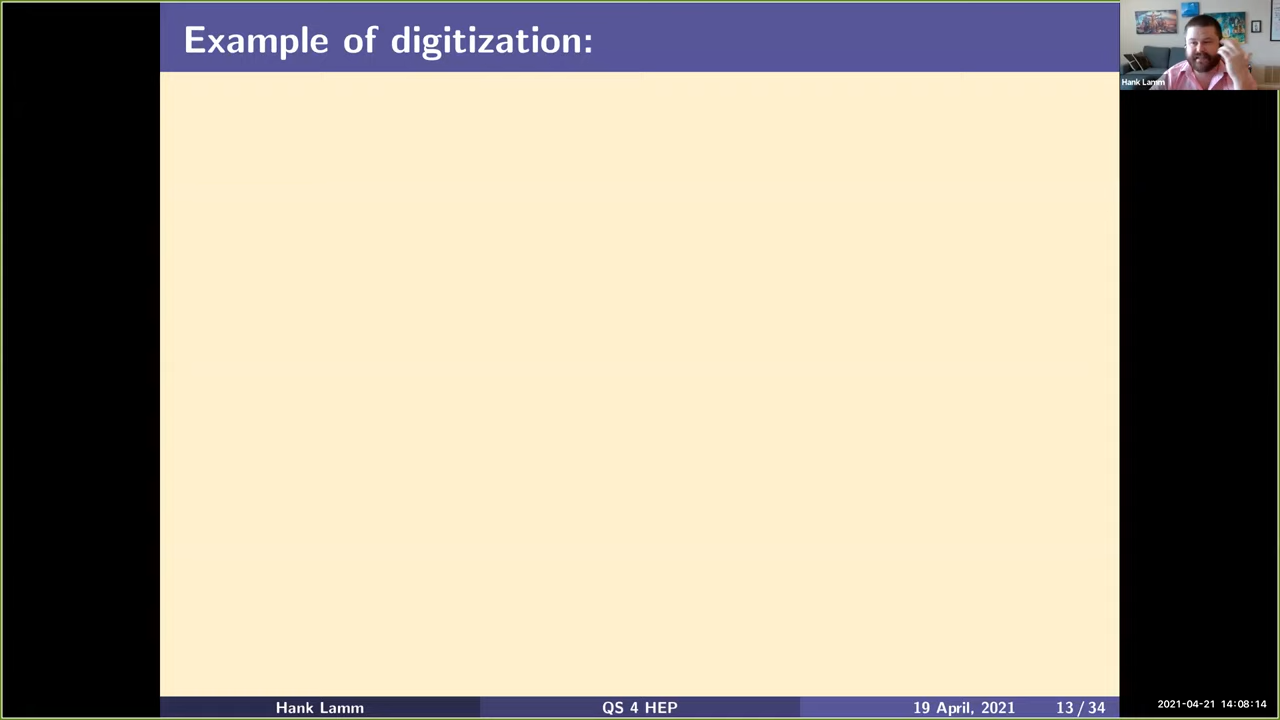 Example of digitization:
Hank Lamm
Hank Lamm
QS 4 HEP
19 April, 2021
13 / 34
2021-04-21 14:08:14